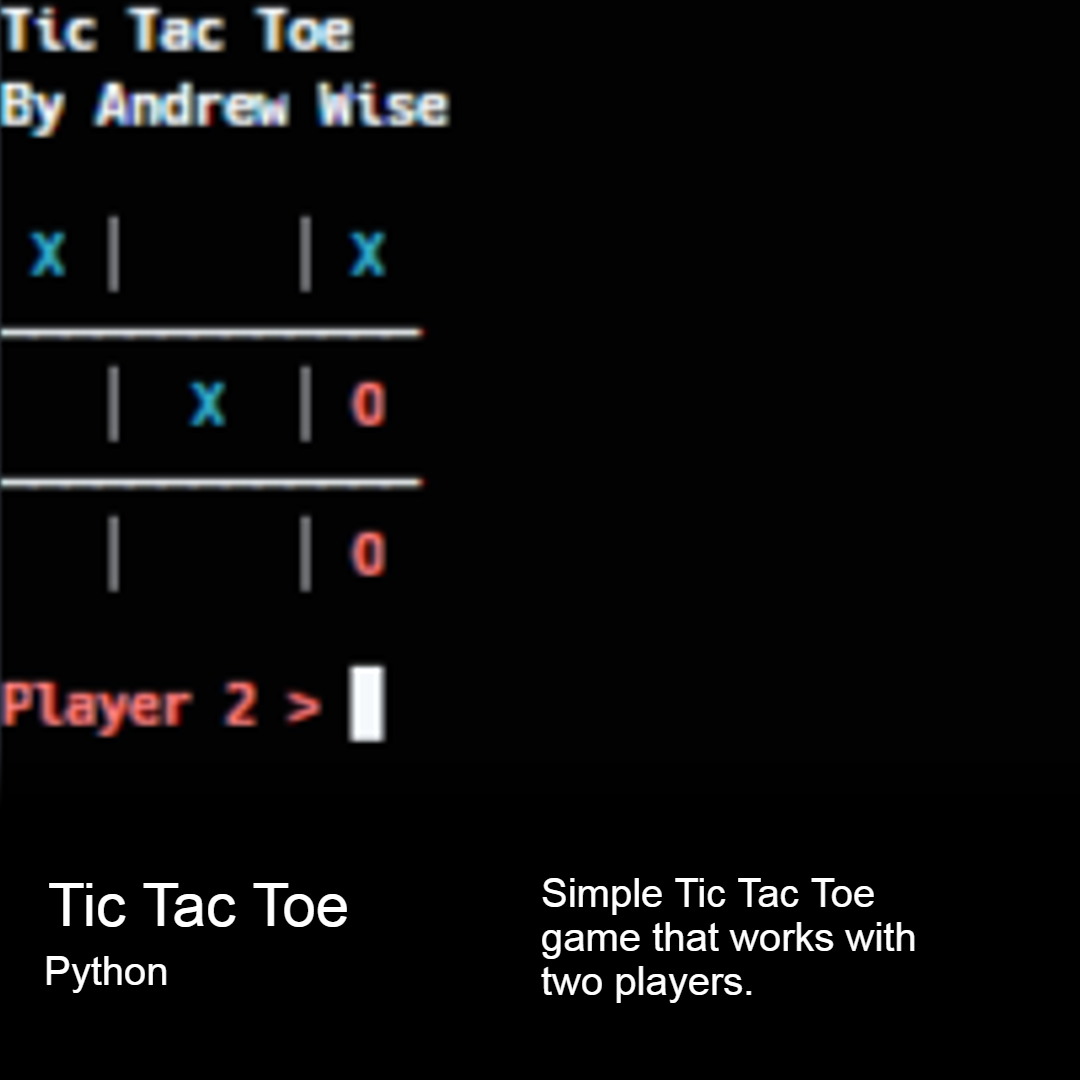 Tic Tac Toe
By Andrew Wise
X | | X
| X | O
| | O
Player 2 >
Tic Tac Toe
Python
Simple Tic Tac Toe
game that works with
two players.